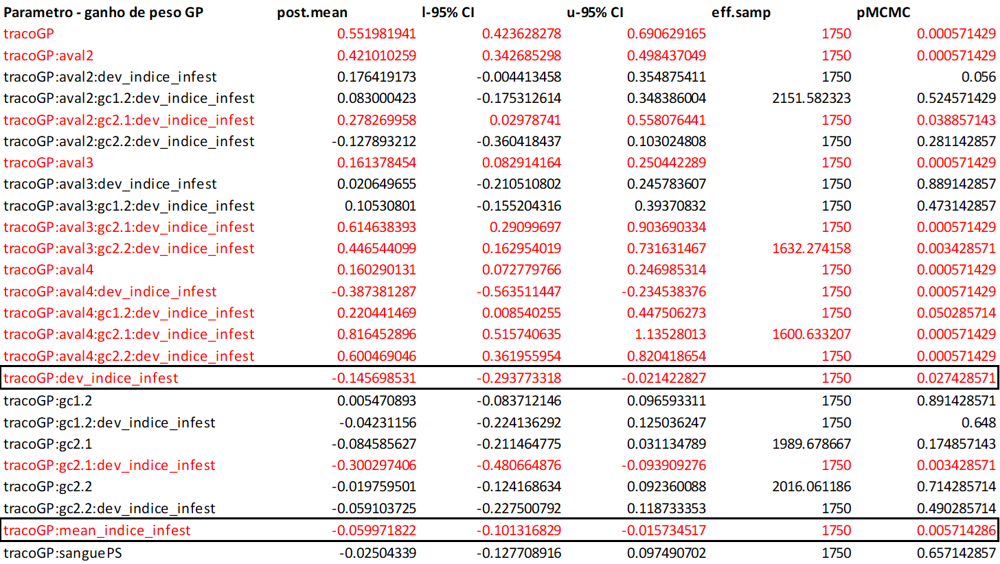 Parametro - ganho de peso GP post.mean l-95% CI u-95% CI eff.samp pMCMC
tracoGP 0.551981941 0.423628278 0.690629165 1750 0.000571429
tracoGP:aval2 0.421010259 0.342685298 0.498437049 1750 0.000571429
tracoGP:aval2:dev_indice_infest 0.176419173 -0.004413458 0.354875411 1750 0.056
tracoGP:aval2:gc1.2:dev_indice_infest 0.083000423 -0.175312614 0.348386004 2151.582323 0.524571429
tracoGP:aval2:gc2.1:dev_indice_infest 0.278269958 0.02978741 0.558076441 1750 0.038857143
tracoGP:aval2:gc2.2:dev_indice_infest -0.127893212 -0.360418437 0.103024808 1750 0.281142857
tracoGP:aval3 0.161378454 0.082914164 0.250442289 1750 0.000571429
tracoGP:aval3:dev_indice_infest 0.020649655 -0.210510802 0.245783607 1750 0.889142857
tracoGP:aval3:gc1.2:dev_indice_infest 0.10530801 -0.155204316 0.39370832 1750 0.473142857
tracoGP:aval3:gc2.1:dev_indice_infest 0.614638393 0.29099697 0.903690334 1750 0.000571429
tracoGP:aval3:gc2.2:dev_indice_infest 0.446544099 0.162954019 0.731631467 1632.274158 0.003428571
tracoGP:aval4 0.160290131 0.072779766 0.246985314 1750 0.000571429
tracoGP:aval4:dev_indice_infest -0.387381287 -0.563511447 -0.234538376 1750 0.000571429
tracoGP:aval4:gc1.2:dev_indice_infest 0.220441469 0.008540255 0.447506273 1750 0.050285714
tracoGP:aval4:gc2.1:dev_indice_infest 0.816452896 0.515740635 1.13528013 1600.633207 0.000571429
tracoGP:aval4:gc2.2:dev_indice_infest 0.600469046 0.361955954 0.820418654 1750 0.000571429
tracoGP:dev_indice_infest -0.145698531 -0.293773318 -0.021422827 1750 0.027428571
tracoGP:gc1.2 0.005470893 -0.083712146 0.096593311 1750 0.891428571
tracoGP:gc1.2:dev_indice_infest -0.04231156 -0.224136292 0.125036247 1750 0.648
tracoGP:gc2.1 -0.084585627 -0.211464775 0.031134789 1989.678667 0.174857143
tracoGP:gc2.1:dev_indice_infest -0.300297406 -0.480664876 -0.093909276 1750 0.003428571
tracoGP:gc2.2 -0.019759501 -0.124168634 0.092360088 2016.061186 0.714285714
tracoGP:gc2.2:dev_indice_infest -0.059103725 -0.227500792 0.118733353 1750 0.490285714
tracoGP:mean_indice_infest -0.059971822 -0.101316829 -0.015734517 1750 0.005714286
tracoGP:sanguePS -0.02504339 -0.127708916 0.097490702 1750 0.657142857